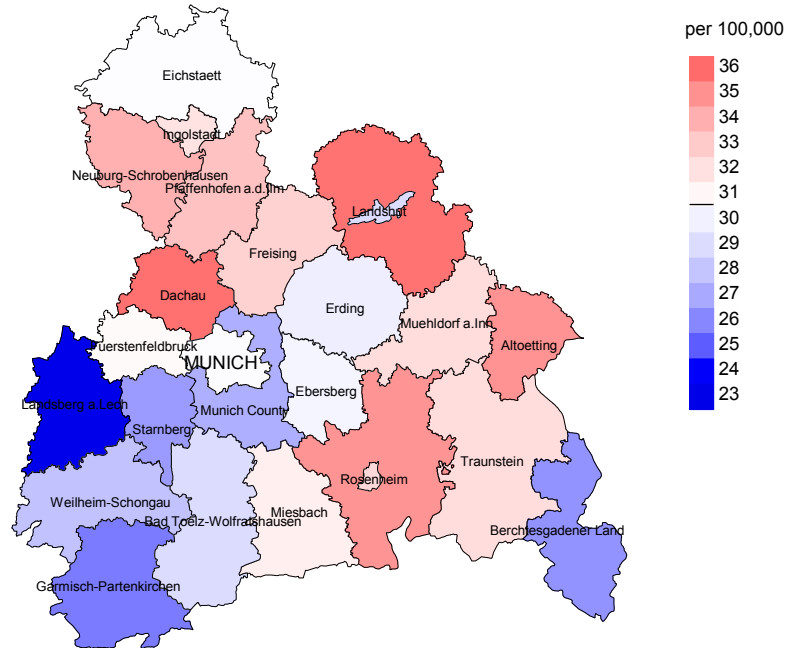 per 100,000
36
35
34
33
32
31
30
29
28
27
26
25
24
23
Eichstaett
Ingolstadt
Neuburg-Schrobenhausen
Pfaffenhofen a.d.Ilm
Landshut
Freising
Dachau
Erding
Muehldorf a.Inn
Altoetting
Fuerstenfeldbruck
MUNICH
Ebersberg
Landsberg a.Lech
Munich County
Starnberg
Traunstein
Rosenheim
Weilheim-Schongau
Miesbach
Bad Toelz-Wolfratshausen
Berchtesgadener Land
Garmisch-Partenkirchen